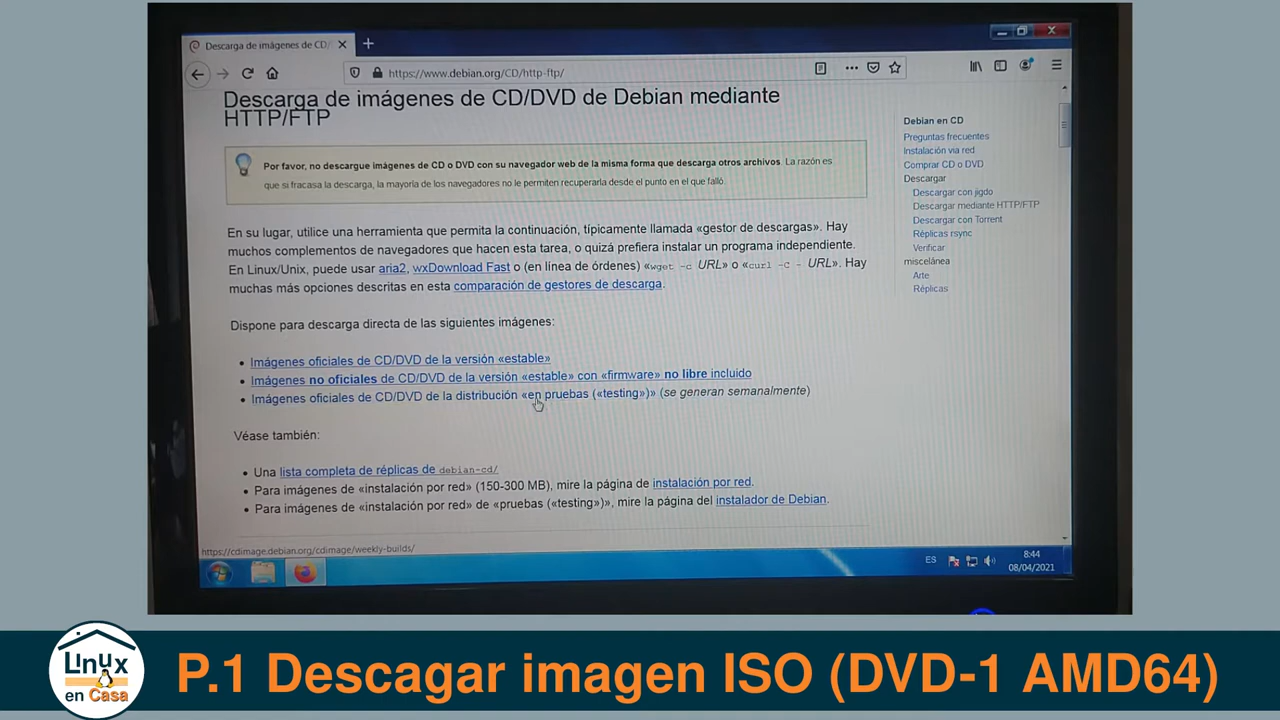 Descarga de imágenes de CD/
https://www.debian.org/CD/http-ftp/
Descarga de imágenes de CD/DVD de Debian mediante
HTTP/FTP
Por favor, no descargue imágenes de CD o DVD con su navegador web de la misma forma que descarga otros archivos. La razón es
que si fracasa la descarga, la mayoría de los navegadores no le permiten recuperarla desde el punto en el que falló.
En su lugar, utilice una herramienta que permita la continuación, típicamente llamada «gestor de descargas». Hay
muchos complementos de navegadores que hacen esta tarea, o quizá prefiera instalar un programa independiente.
En Linux/Unix, puede usar aria2, wxDownload Fast o (en línea de órdenes) «wget -c URL» o «curl -C - URL». Hay
muchas más opciones descritas en esta comparación de gestores de descarga.
Dispone para descarga directa de las siguientes imágenes:
• Imágenes oficiales de CD/DVD de la versión «estable»
• Imágenes no oficiales de CD/DVD de la versión «estable» con «firmware» no libre incluido
• Imágenes oficiales de CD/DVD de la distribución «en pruebas («testing»)» (se generan semanalmente)
Véase también:
• Una lista completa de réplicas de debian-cd/
• Para imágenes de «instalación por red» (150-300 MB), mire la página de instalación por red.
• Para imágenes de «instalación por red» de «pruebas («testing»)», mire la página del instalador de Debian.
Debian en CD
Preguntas frecuentes
Instalación via red
Comprar CD o DVD
Descargar
Descargar con jigdo
Descargar mediante HTTP/FTP
Descargar con Torrent
Réplicas rsync
Verificar
miscelánea
Arte
Réplicas
https://cdimage.debian.org/cdimage/weekly-builds/
ES
8:44
08/04/2021
Linux
en Casa
P.1 Descagar imagen ISO (DVD-1 AMD64)